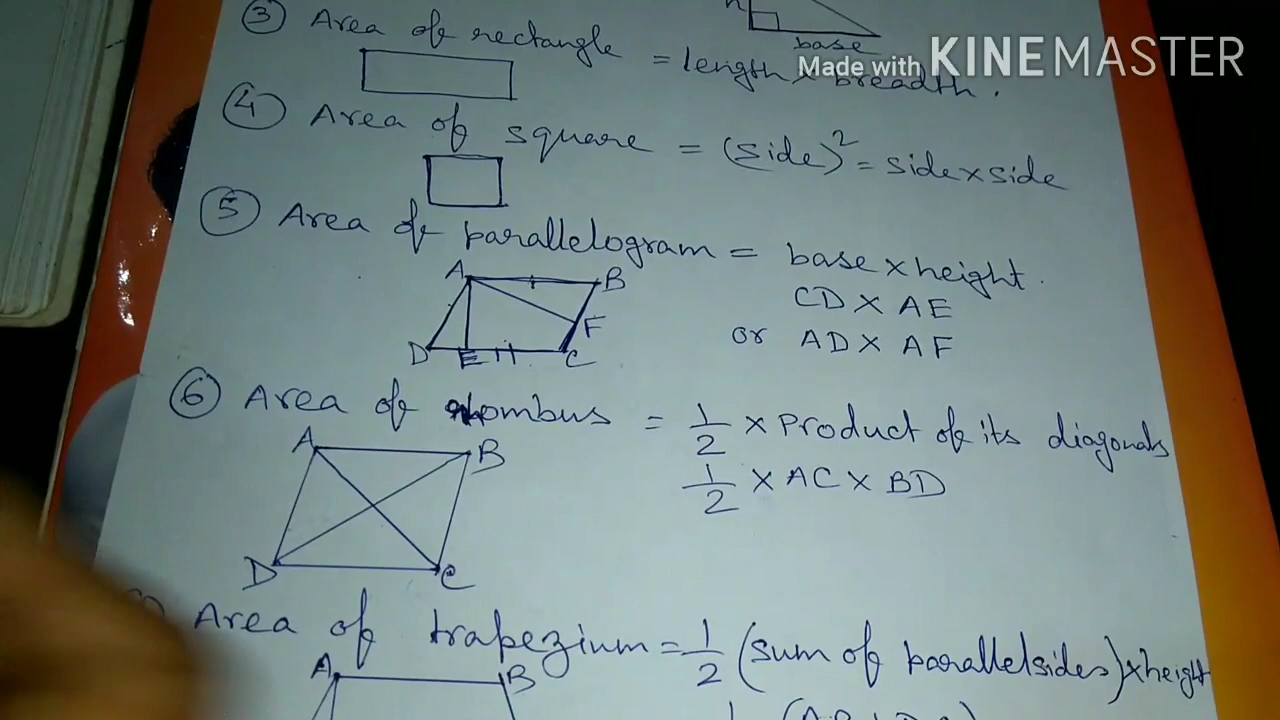 h
base
Made with KINEMASTER
③ Area of rectangle = length × breadth.
④ Area of square = (side)² = side×side
⑤ Area of parallelogram = base × height.
A B
CD × AE
F
or AD × AF
D E C
⑥ Area of rhombus = 1/2 × Product of its diagonals
A B
1/2 × AC × BD
D C
Area of trapezium = 1/2 (sum of parallel sides) × height
A B